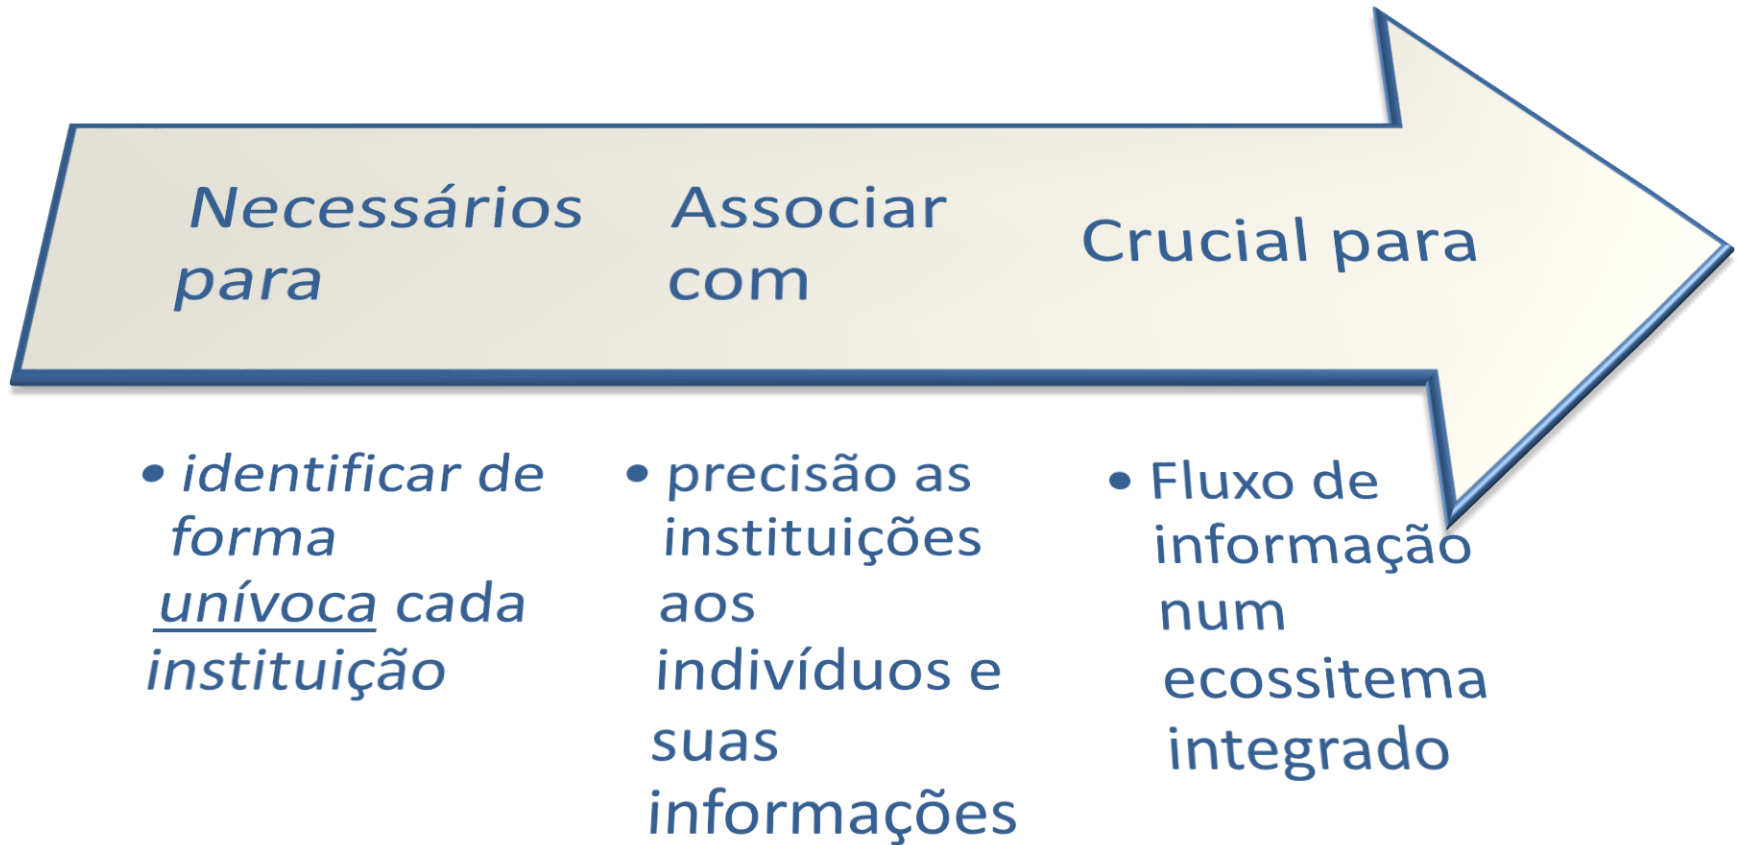 Necessários
para
Associar
com
Crucial para
• identificar de
forma
unívoca cada
instituição
• precisão as
instituições
aos
indivíduos e
suas
informações
• Fluxo de
informação
num
ecossitema
integrado